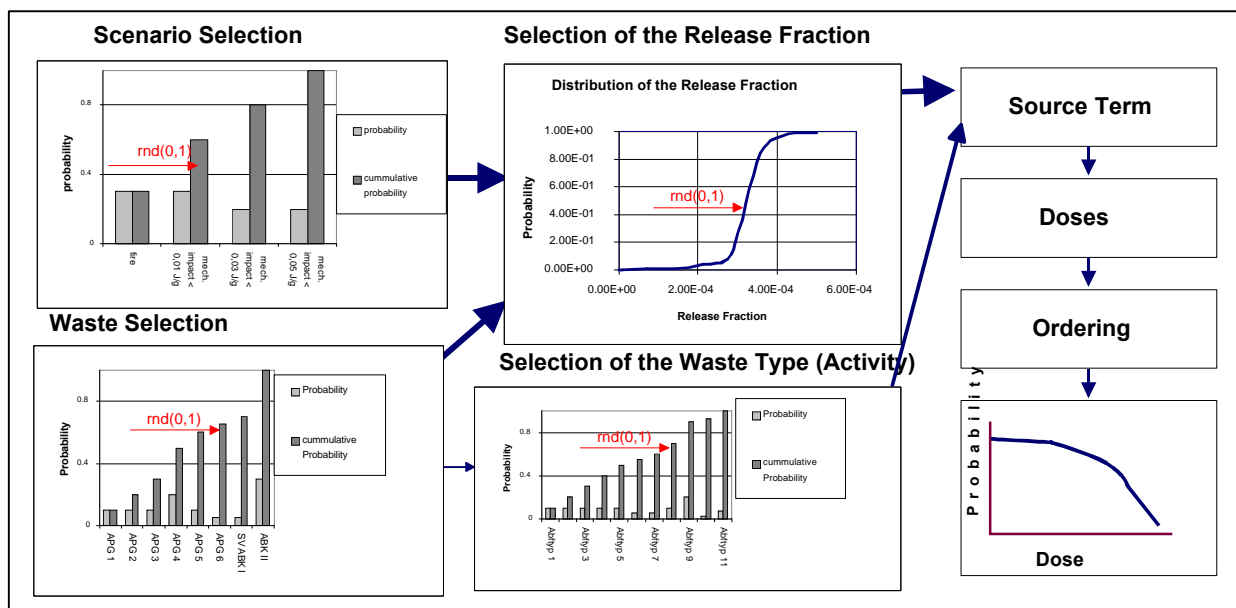 Scenario Selection
probability
0.8
0.4
0
rnd(0,1)
fire
mech.
impact <
0,01 J/g
mech.
impact <
0,03 J/g
mech.
impact <
0,05 J/g
probability
cummulative
probability
Selection of the Release Fraction
Distribution of the Release Fraction
Probability
1.00E+00
8.00E-01
6.00E-01
4.00E-01
2.00E-01
0.00E+00
rnd(0,1)
0.00E+00 2.00E-04 4.00E-04 6.00E-04
Release Fraction
Source Term
Doses
Ordering
Probability
Dose
Waste Selection
Probability
0.8
0.4
0
rnd(0,1)
APG 1
APG 2
APG 3
APG 4
APG 5
APG 6
SV ABK I
ABK II
Probability
cummulative
Probability
Selection of the Waste Type (Activity)
Probability
0.8
0.4
0
rnd(0,1)
Abftyp 1
Abftyp 3
Abftyp 5
Abftyp 7
Abftyp 9
Abftyp 11
Probability
cummulative
Probability